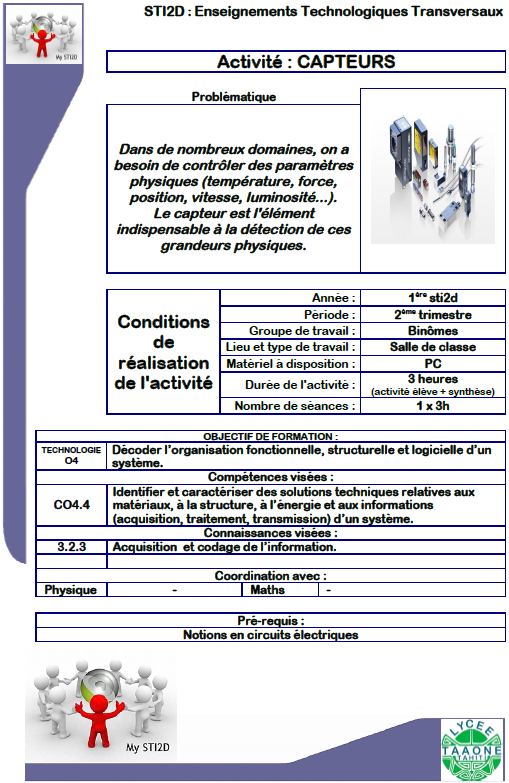 STI2D : Enseignements Technologiques Transversaux
My STI2D
Activité : CAPTEURS
Problématique
Dans de nombreux domaines, on a
besoin de contrôler des paramètres
physiques (température, force,
position, vitesse, luminosité...).
Le capteur est l'élément
indispensable à la détection de ces
grandeurs physiques.
Conditions
de
réalisation
de l'activité
Année : 1ère sti2d
Période : 2ème trimestre
Groupe de travail : Binômes
Lieu et type de travail : Salle de classe
Matériel à disposition : PC
Durée de l'activité : 3 heures
(activité élève + synthèse)
Nombre de séances : 1 x 3h
OBJECTIF DE FORMATION :
TECHNOLOGIE
O4
Décoder l'organisation fonctionnelle, structurelle et logicielle d'un
système.
Compétences visées :
CO4.4
Identifier et caractériser des solutions techniques relatives aux
matériaux, à la structure, à l'énergie et aux informations
(acquisition, traitement, transmission) d'un système.
Connaissances visées :
3.2.3 Acquisition et codage de l'information.
Coordination avec :
Physique - Maths -
Pré-requis :
Notions en circuits électriques
My STI2D
LYCEE
TAAONE
TAHITI